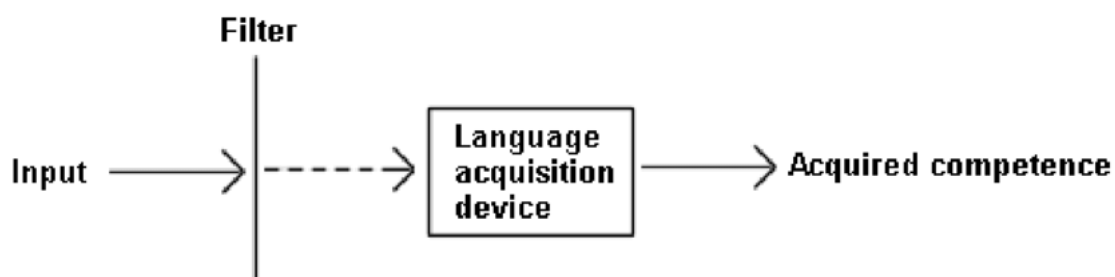 Filter
Input
Language
acquisition
device
Acquired competence